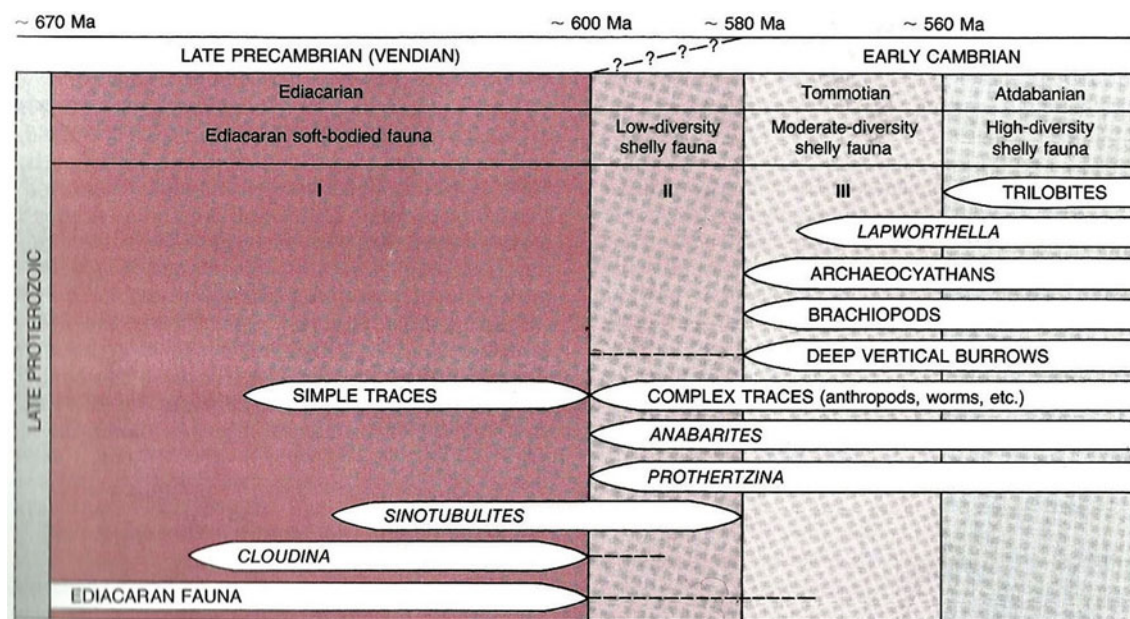 ~ 670 Ma
~ 600 Ma
~ 580 Ma
~ 560 Ma
LATE PRECAMBRIAN (VENDIAN)
– ? – ? – ? – ?
EARLY CAMBRIAN
Ediacarian
Tommotian
Atdabanian
Ediacaran soft-bodied fauna
Low-diversity
shelly fauna
Moderate-diversity
shelly fauna
High-diversity
shelly fauna
LATE PROTEROZOIC
I
II
III
TRILOBITES
LAPWORTHELLA
ARCHAEOCYATHANS
BRACHIOPODS
DEEP VERTICAL BURROWS
SIMPLE TRACES
COMPLEX TRACES (anthropods, worms, etc.)
ANABARITES
PROTHERTZINA
SINOTUBULITES
CLOUDINA
EDIACARAN FAUNA